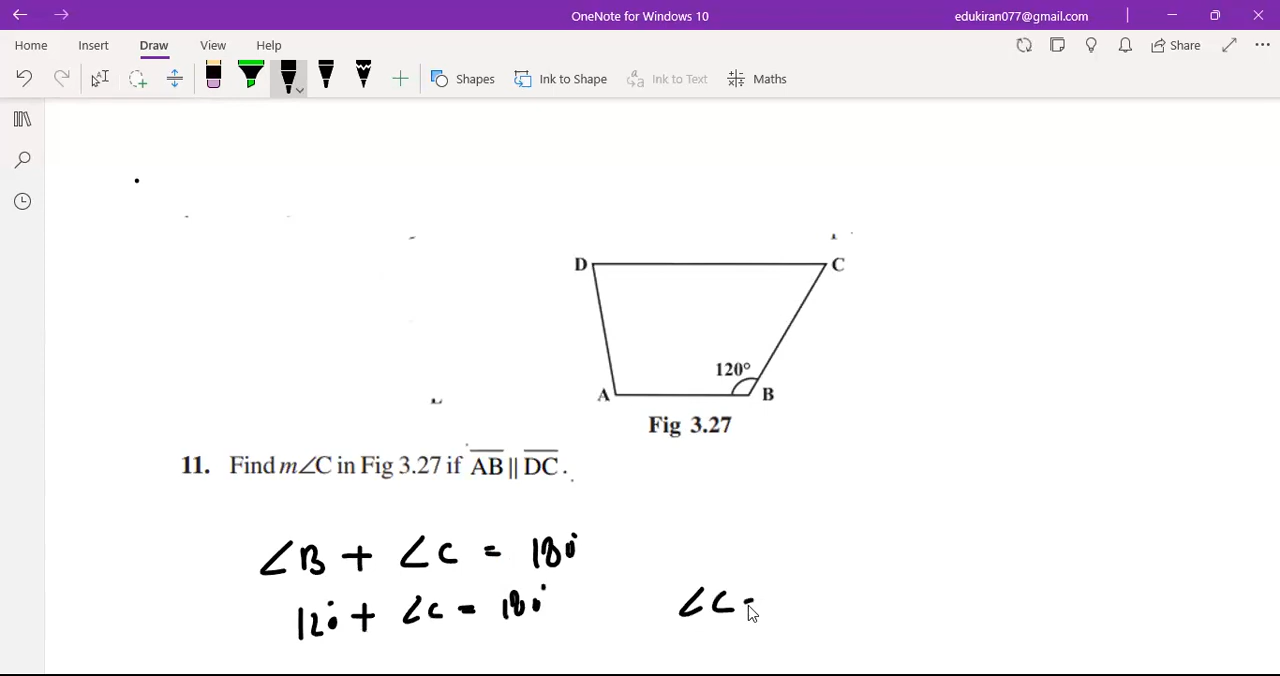 OneNote for Windows 10
edukiran077@gmail.com
Home Insert Draw View Help
Share
Shapes Ink to Shape Ink to Text Maths
D C
120°
A B
Fig 3.27
11. Find m∠C in Fig 3.27 if AB || DC.
∠B + ∠C = 180°
120° + ∠C = 180° ∠C =